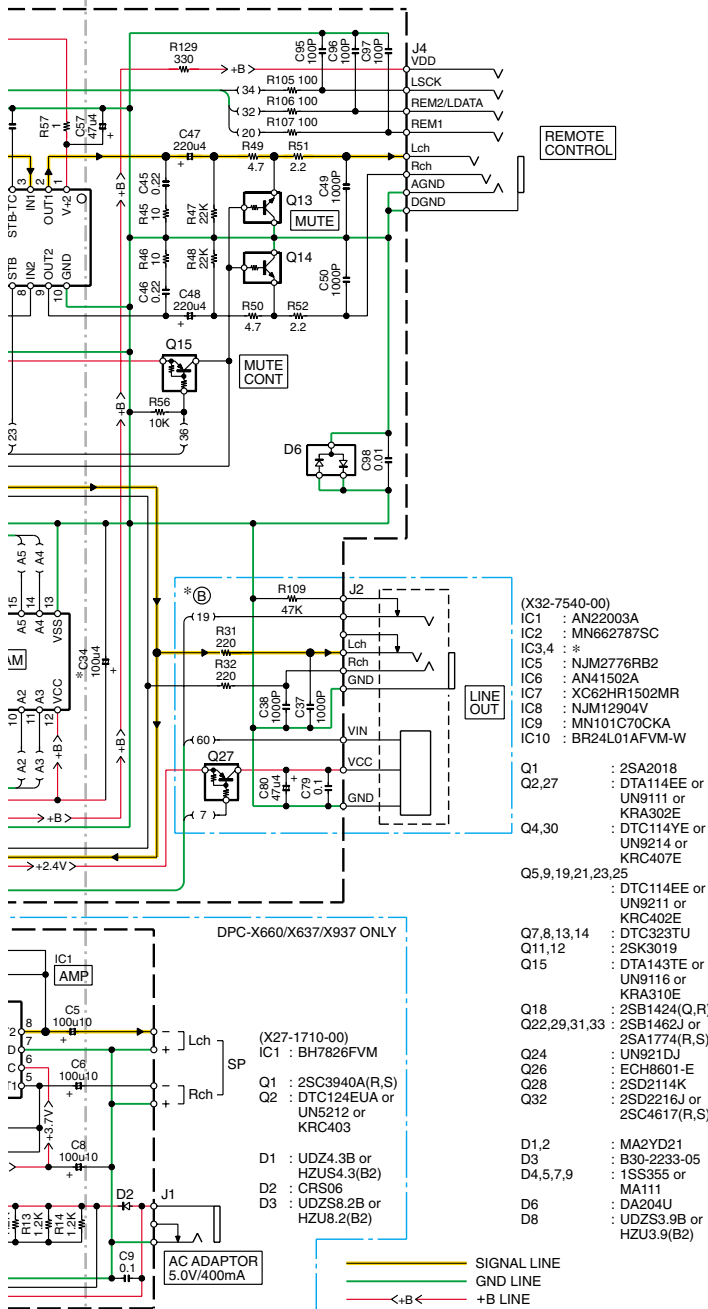 R129
330
+B
C95
100P
C96
100P
C97
100P
J4
VDD
LSCK
REM2/LDATA
REM1
Lch
Rch
AGND
DGND
REMOTE
CONTROL
34
R105 100
32
R106 100
20
R107 100
R57
1
C57
47u4
+
C47
220u4
+
R49
4.7
R51
2.2
STB-TC
3
IN1
2
OUT1
1
V+2
C45
0.22
R45
10
R47
22K
Q13
MUTE
C49
1000P
+B
R46
10
R48
22K
Q14
C50
1000P
STB
8
IN2
9
OUT2
10
GND
C46
0.22
C48
220u4
+
R50
4.7
R52
2.2
Q15
MUTE
CONT
+B
R56
10K
23
36
D6
C98
0.01
A5
A4
15
14
13
A5
A4
VSS
AM
A2
A3
VCC
10
11
12
A2
A3
+B
*C34
100u4
+
+B
+B
+2.4V
*
B
19
R109
47K
J2
R31
220
R32
220
Lch
Rch
GND
C38
1000P
C37
1000P
LINE
OUT
60
VIN
VCC
GND
Q27
C80
47u4
+
C79
0.1
7
(X32-7540-00)
IC1 : AN22003A
IC2 : MN662787SC
IC3,4 : *
IC5 : NJM2776RB2
IC6 : AN41502A
IC7 : XC62HR1502MR
IC8 : NJM12904V
IC9 : MN101C70CKA
IC10 : BR24L01AFVM-W
Q1 : 2SA2018
Q2,27 : DTA114EE or
UN9111 or
KRA302E
Q4,30 : DTC114YE or
UN9214 or
KRC407E
Q5,9,19,21,23,25
: DTC114EE or
UN9211 or
KRC402E
Q7,8,13,14 : DTC323TU
Q11,12 : 2SK3019
Q15 : DTA143TE or
UN9116 or
KRA310E
Q18 : 2SB1424(Q,R)
Q22,29,31,33 : 2SB1462J or
2SA1774(R,S)
Q24 : UN921DJ
Q26 : ECH8601-E
Q28 : 2SD2114K
Q32 : 2SD2216J or
2SC4617(R,S)
D1,2 : MA2YD21
D3 : B30-2233-05
D4,5,7,9 : 1SS355 or
MA111
D6 : DA204U
D8 : UDZS3.9B or
HZU3.9(B2)
DPC-X660/X637/X937 ONLY
IC1
AMP
8
7
6
5
C5
100u10
+
C6
100u10
+
+3.7V
C8
100u10
+
−
+
−
+
Lch
Rch
SP
R13
1.2K
R14
1.2K
D2
J1
C9
0.1
AC ADAPTOR
5.0V/400mA
(X27-1710-00)
IC1 : BH7826FVM
Q1 : 2SC3940A(R,S)
Q2 : DTC124EUA or
UN5212 or
KRC403
D1 : UDZ4.3B or
HZUS4.3(B2)
D2 : CRS06
D3 : UDZS8.2B or
HZU8.2(B2)
SIGNAL LINE
GND LINE
+B +B LINE